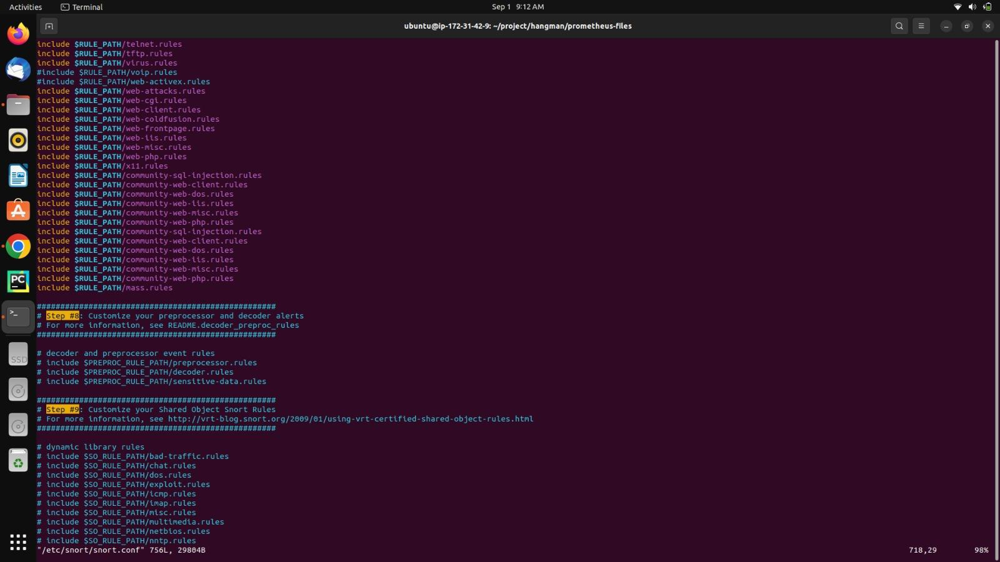 Activities
Terminal
Sep 1  9:12 AM
ubuntu@ip-172-31-42-9: ~/project/hangman/prometheus-files
include $RULE_PATH/telnet.rules
include $RULE_PATH/tftp.rules
include $RULE_PATH/virus.rules
#include $RULE_PATH/voip.rules
#include $RULE_PATH/web-activex.rules
include $RULE_PATH/web-attacks.rules
include $RULE_PATH/web-cgi.rules
include $RULE_PATH/web-client.rules
include $RULE_PATH/web-coldfusion.rules
include $RULE_PATH/web-frontpage.rules
include $RULE_PATH/web-iis.rules
include $RULE_PATH/web-misc.rules
include $RULE_PATH/web-php.rules
include $RULE_PATH/x11.rules
include $RULE_PATH/community-sql-injection.rules
include $RULE_PATH/community-web-client.rules
include $RULE_PATH/community-web-dos.rules
include $RULE_PATH/community-web-iis.rules
include $RULE_PATH/community-web-misc.rules
include $RULE_PATH/community-web-php.rules
include $RULE_PATH/community-sql-injection.rules
include $RULE_PATH/community-web-client.rules
include $RULE_PATH/community-web-dos.rules
include $RULE_PATH/community-web-iis.rules
include $RULE_PATH/community-web-misc.rules
include $RULE_PATH/community-web-php.rules
include $RULE_PATH/mass.rules
###################################################
# Step #8: Customize your preprocessor and decoder alerts
# For more information, see README.decoder_preproc_rules
###################################################
# decoder and preprocessor event rules
# include $PREPROC_RULE_PATH/preprocessor.rules
# include $PREPROC_RULE_PATH/decoder.rules
# include $PREPROC_RULE_PATH/sensitive-data.rules
###################################################
# Step #9: Customize your Shared Object Snort Rules
# For more information, see http://vrt-blog.snort.org/2009/01/using-vrt-certified-shared-object-rules.html
###################################################
# dynamic library rules
# include $SO_RULE_PATH/bad-traffic.rules
# include $SO_RULE_PATH/chat.rules
# include $SO_RULE_PATH/dos.rules
# include $SO_RULE_PATH/exploit.rules
# include $SO_RULE_PATH/icmp.rules
# include $SO_RULE_PATH/imap.rules
# include $SO_RULE_PATH/misc.rules
# include $SO_RULE_PATH/multimedia.rules
# include $SO_RULE_PATH/netbios.rules
# include $SO_RULE_PATH/nntp.rules
"/etc/snort/snort.conf" 756L, 29804B
718,29
98%
PC
SSD